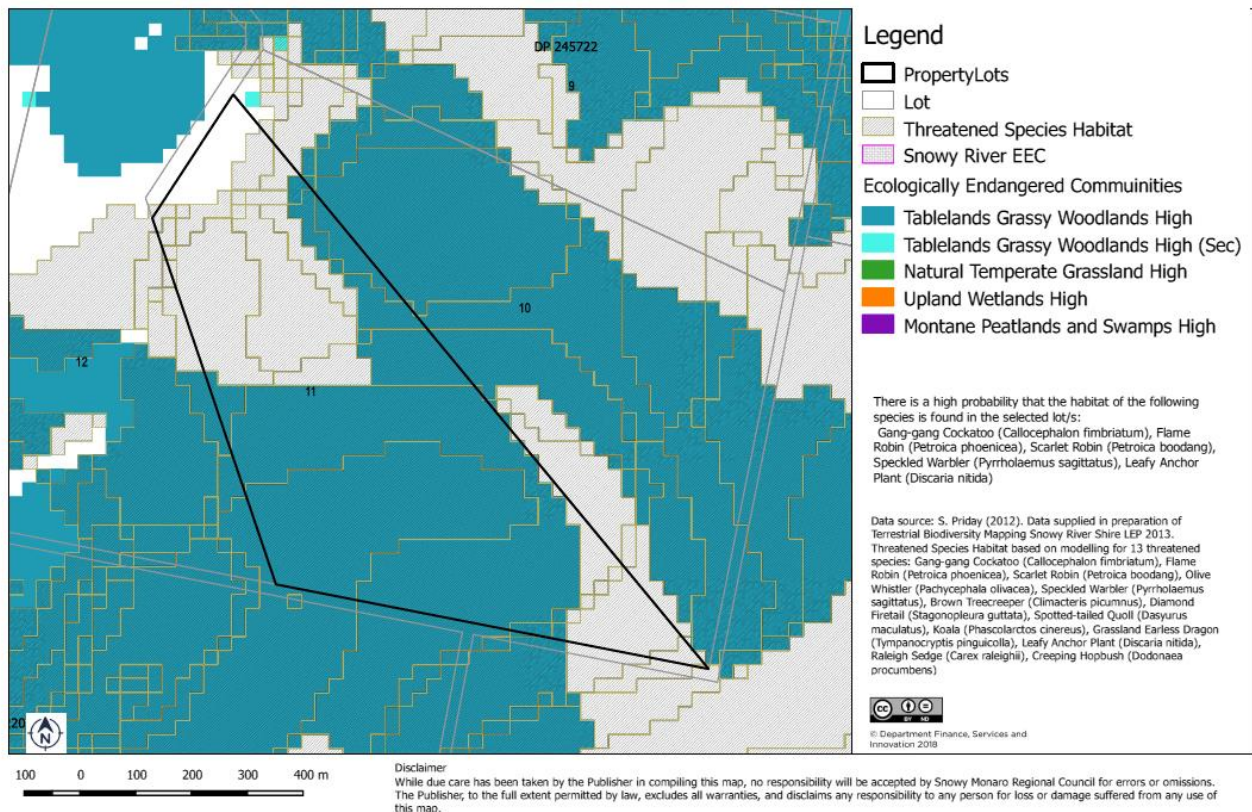 DP 245722
9
10
12
11
20
N
Legend
PropertyLots
Lot
Threatened Species Habitat
Snowy River EEC
Ecologically Endangered Commuinities
Tablelands Grassy Woodlands High
Tablelands Grassy Woodlands High (Sec)
Natural Temperate Grassland High
Upland Wetlands High
Montane Peatlands and Swamps High
There is a high probability that the habitat of the following
species is found in the selected lot/s:
Gang-gang Cockatoo (Callocephalon fimbriatum), Flame
Robin (Petroica phoenicea), Scarlet Robin (Petroica boodang),
Speckled Warbler (Pyrrholaemus sagittatus), Leafy Anchor
Plant (Discaria nitida)
Data source: S. Priday (2012). Data supplied in preparation of
Terrestrial Biodiversity Mapping Snowy River Shire LEP 2013.
Threatened Species Habitat based on modelling for 13 threatened
species: Gang-gang Cockatoo (Callocephalon fimbriatum), Flame
Robin (Petroica phoenicea), Scarlet Robin (Petroica boodang), Olive
Whistler (Pachycephala olivacea), Speckled Warbler (Pyrrholaemus
sagittatus), Brown Treecreeper (Climacteris picumnus), Diamond
Firetail (Stagonopleura guttata), Spotted-tailed Quoll (Dasyurus
maculatus), Koala (Phascolarctos cinereus), Grassland Earless Dragon
(Tympanocryptis pinguicolla), Leafy Anchor Plant (Discaria nitida),
Raleigh Sedge (Carex raleighii), Creeping Hopbush (Dodonaea
procumbens)
cc BY ND
© Department Finance, Services and
Innovation 2018
100 0 100 200 300 400 m
Disclaimer
While due care has been taken by the Publisher in compiling this map, no responsibility will be accepted by Snowy Monaro Regional Council for errors or omissions.
The Publisher, to the full extent permitted by law, excludes all warranties, and disclaims any responsibility to any person for loss or damage suffered from any use of
this map.